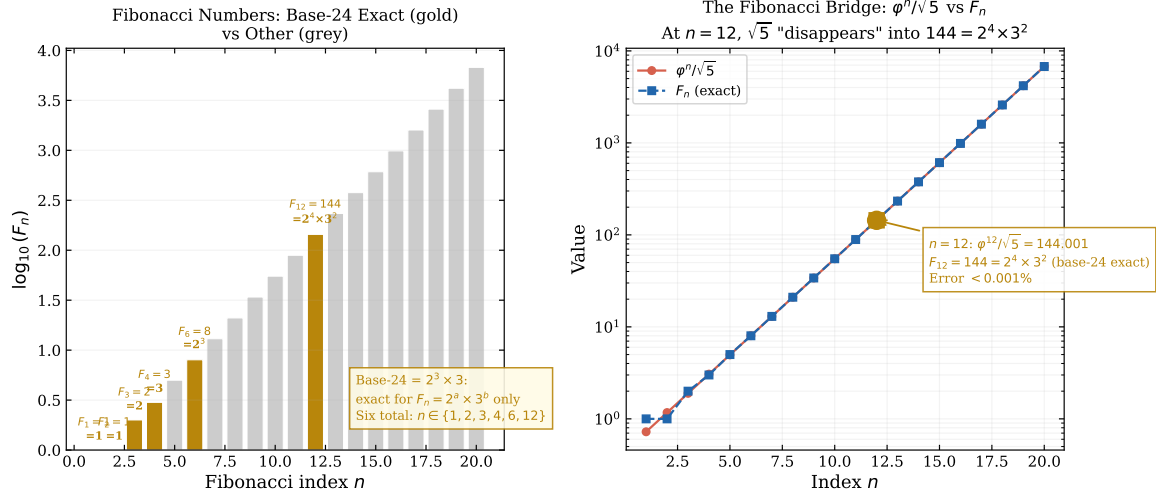 Fibonacci Numbers: Base-24 Exact (gold)
vs Other (grey)
log₁₀(Fₙ)
4.0
3.5
3.0
2.5
2.0
1.5
1.0
0.5
0.0
F₁ = 1
=1
F₂ = 1
=1
F₃ = 2
=2
F₄ = 3
=3
F₆ = 8
=2³
F₁₂ = 144
=2⁴×3²
Base-24 = 2³ × 3:
exact for Fₙ = 2ᵃ × 3ᵇ only
Six total: n ∈ {1, 2, 3, 4, 6, 12}
0.0 2.5 5.0 7.5 10.0 12.5 15.0 17.5 20.0
Fibonacci index n
The Fibonacci Bridge: φⁿ/√5 vs Fₙ
At n = 12, √5 "disappears" into 144 = 2⁴×3²
φⁿ/√5
Fₙ (exact)
Value
10⁴
10³
10²
10¹
10⁰
n = 12: φ¹²/√5 = 144.001
F₁₂ = 144 = 2⁴ × 3² (base-24 exact)
Error < 0.001%
2.5 5.0 7.5 10.0 12.5 15.0 17.5 20.0
Index n